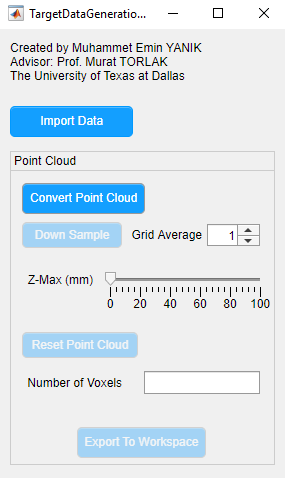 TargetDataGeneratio...
Created by Muhammet Emin YANIK
Advisor: Prof. Murat TORLAK
The University of Texas at Dallas
Import Data
Point Cloud
Convert Point Cloud
Down Sample Grid Average 1
Z-Max (mm)
0 20 40 60 80 100
Reset Point Cloud
Number of Voxels
Export To Workspace